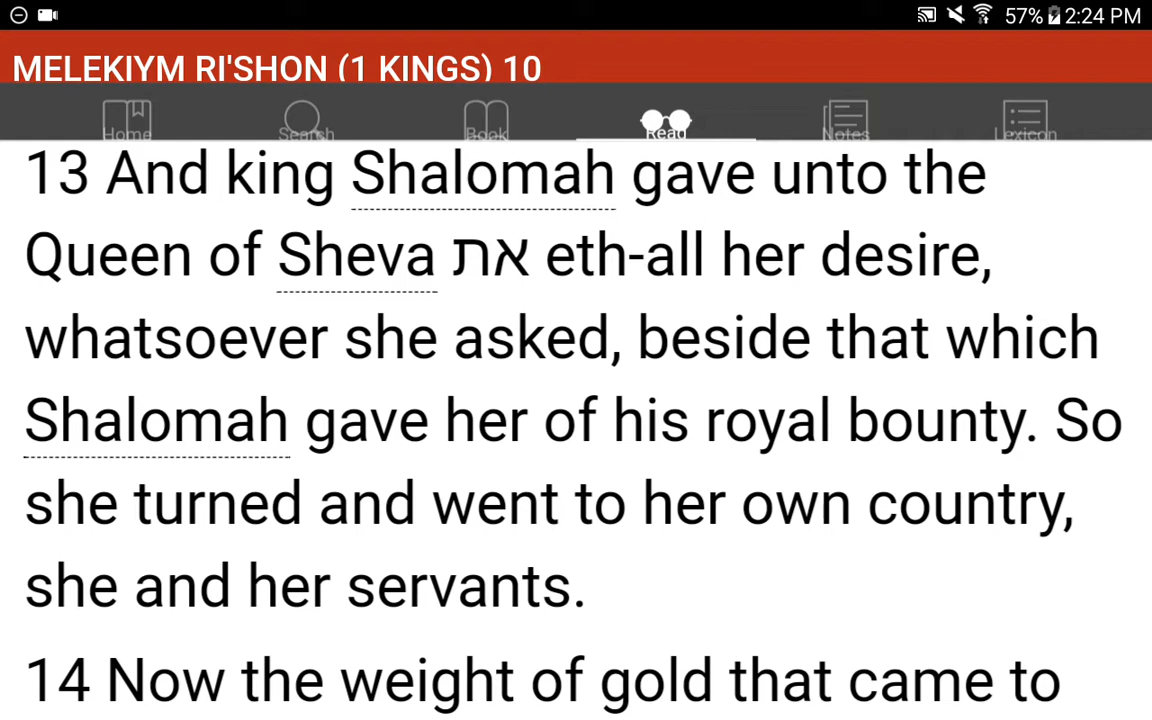 57% 2:24 PM
MELEKIYM RI'SHON (1 KINGS) 10
Home Search Book Read Notes Lexicon
13 And king Shalomah gave unto the
Queen of Sheva את eth-all her desire,
whatsoever she asked, beside that which
Shalomah gave her of his royal bounty. So
she turned and went to her own country,
she and her servants.
14 Now the weight of gold that came to